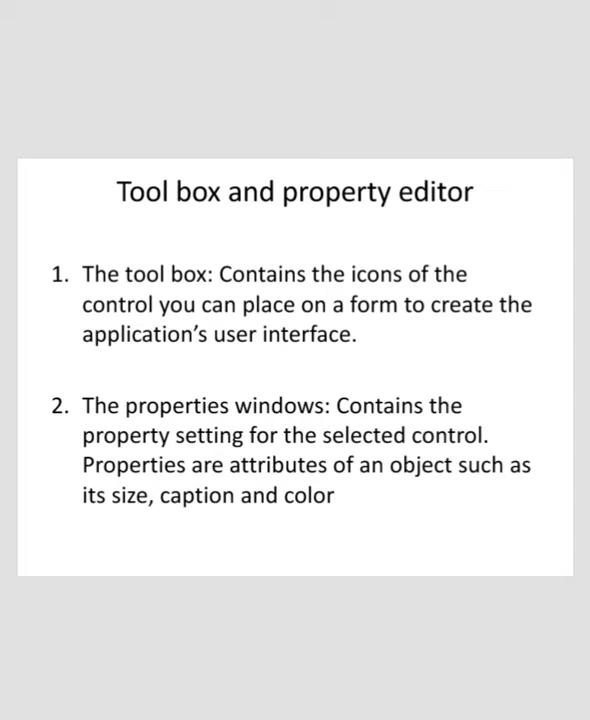 Tool box and property editor
1. The tool box: Contains the icons of the
control you can place on a form to create the
application’s user interface.
2. The properties windows: Contains the
property setting for the selected control.
Properties are attributes of an object such as
its size, caption and color